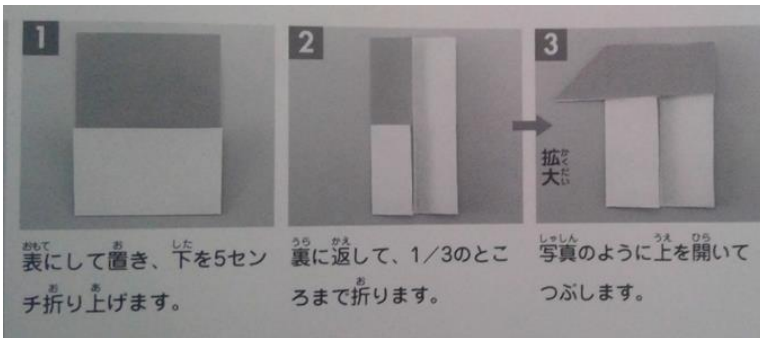 1
表にして置き、下を5セン
チ折り上げます。
2
裏に返して、1/3のとこ
ろまで折ります。
拡大
3
写真のように上を開いて
つぶします。